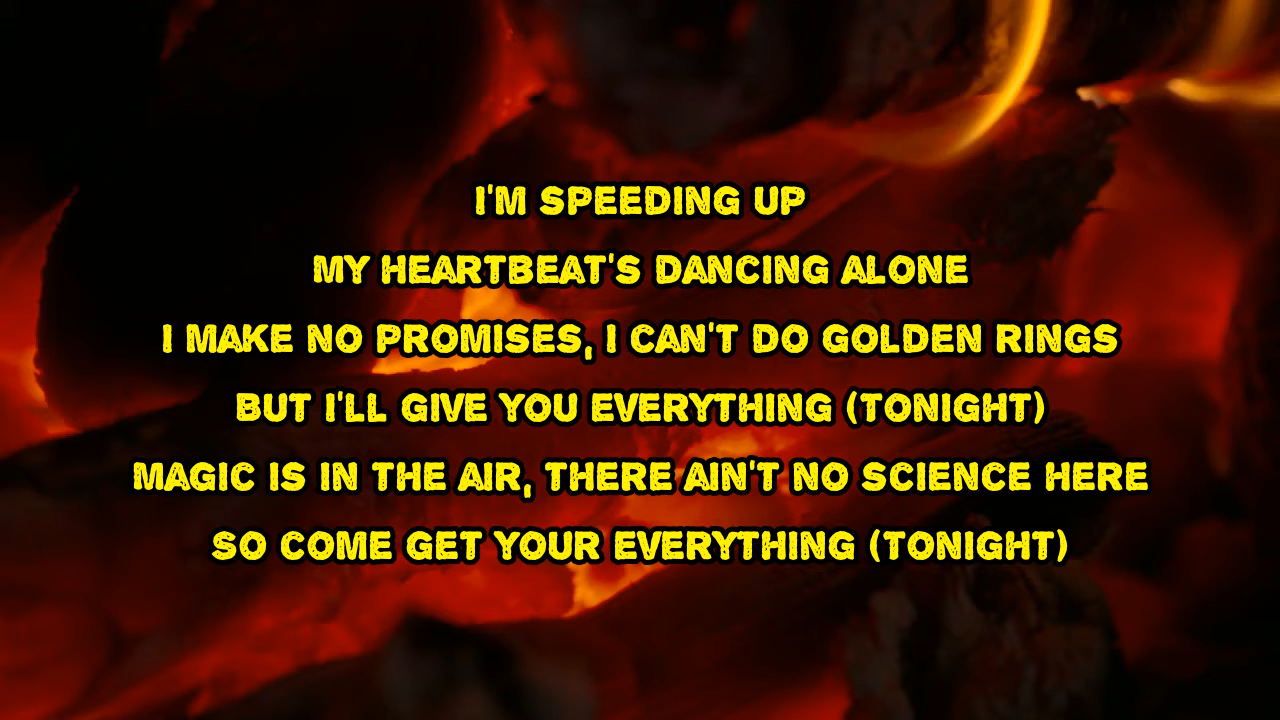 I'M SPEEDING UP
MY HEARTBEAT'S DANCING ALONE
I MAKE NO PROMISES, I CAN'T DO GOLDEN RINGS
BUT I'LL GIVE YOU EVERYTHING (TONIGHT)
MAGIC IS IN THE AIR, THERE AIN'T NO SCIENCE HERE
SO COME GET YOUR EVERYTHING (TONIGHT)